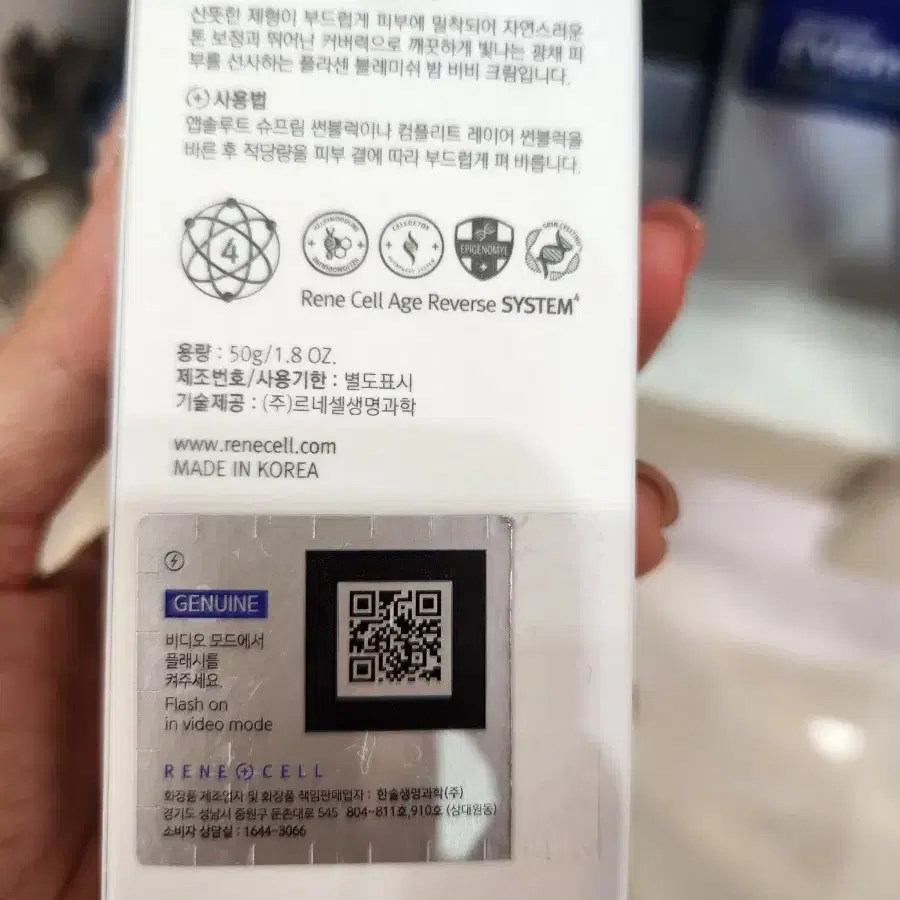 산뜻한 제형이 부드럽게 피부에 밀착되어 자연스러운
톤 보정과 뛰어난 커버력으로 깨끗하게 빛나는 광채 피
부를 선사하는 플라센 블레미쉬 밤 비비 크림입니다.
사용법
앱솔루트 슈프림 썬블럭이나 컴플리트 레이어 썬블럭을
바른 후 적당량을 피부 결에 따라 부드럽게 펴 바릅니다.
4
EPIGENOMYL
Rene Cell Age Reverse SYSTEM⁴
용량 : 50g/1.8 OZ.
제조번호/사용기한 : 별도표시
기술제공 : (주)르네셀생명과학
www.renecell.com
MADE IN KOREA
GENUINE
비디오 모드에서
플래시를
켜주세요.
Flash on
in video mode
RENE CELL
화장품 제조업자 및 화장품 책임판매업자 : 한솔생명과학(주)
경기도 성남시 중원구 둔촌대로 545 804~811호,910호 (상대원동)
소비자 상담실 : 1644-3066